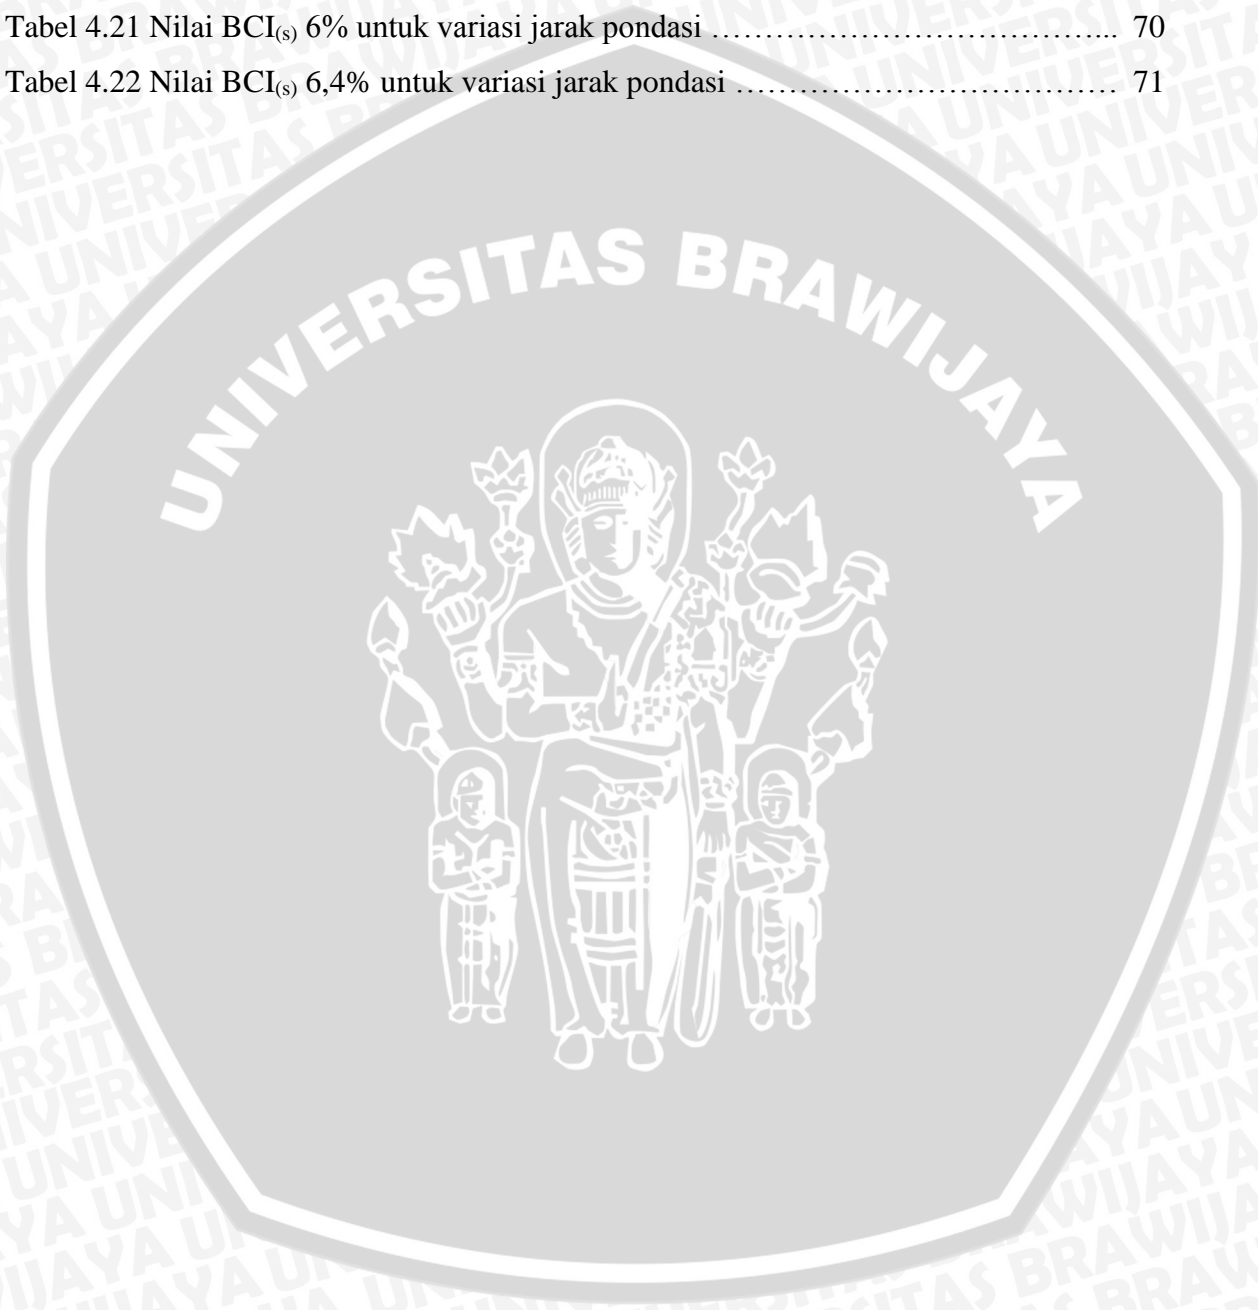 Tabel 4.21 Nilai BCI(s) 6% untuk variasi jarak pondasi ……………………………….... 70
Tabel 4.22 Nilai BCI(s) 6,4% untuk variasi jarak pondasi ……………………………… 71
UNIVERSITAS BRAWIJAYA